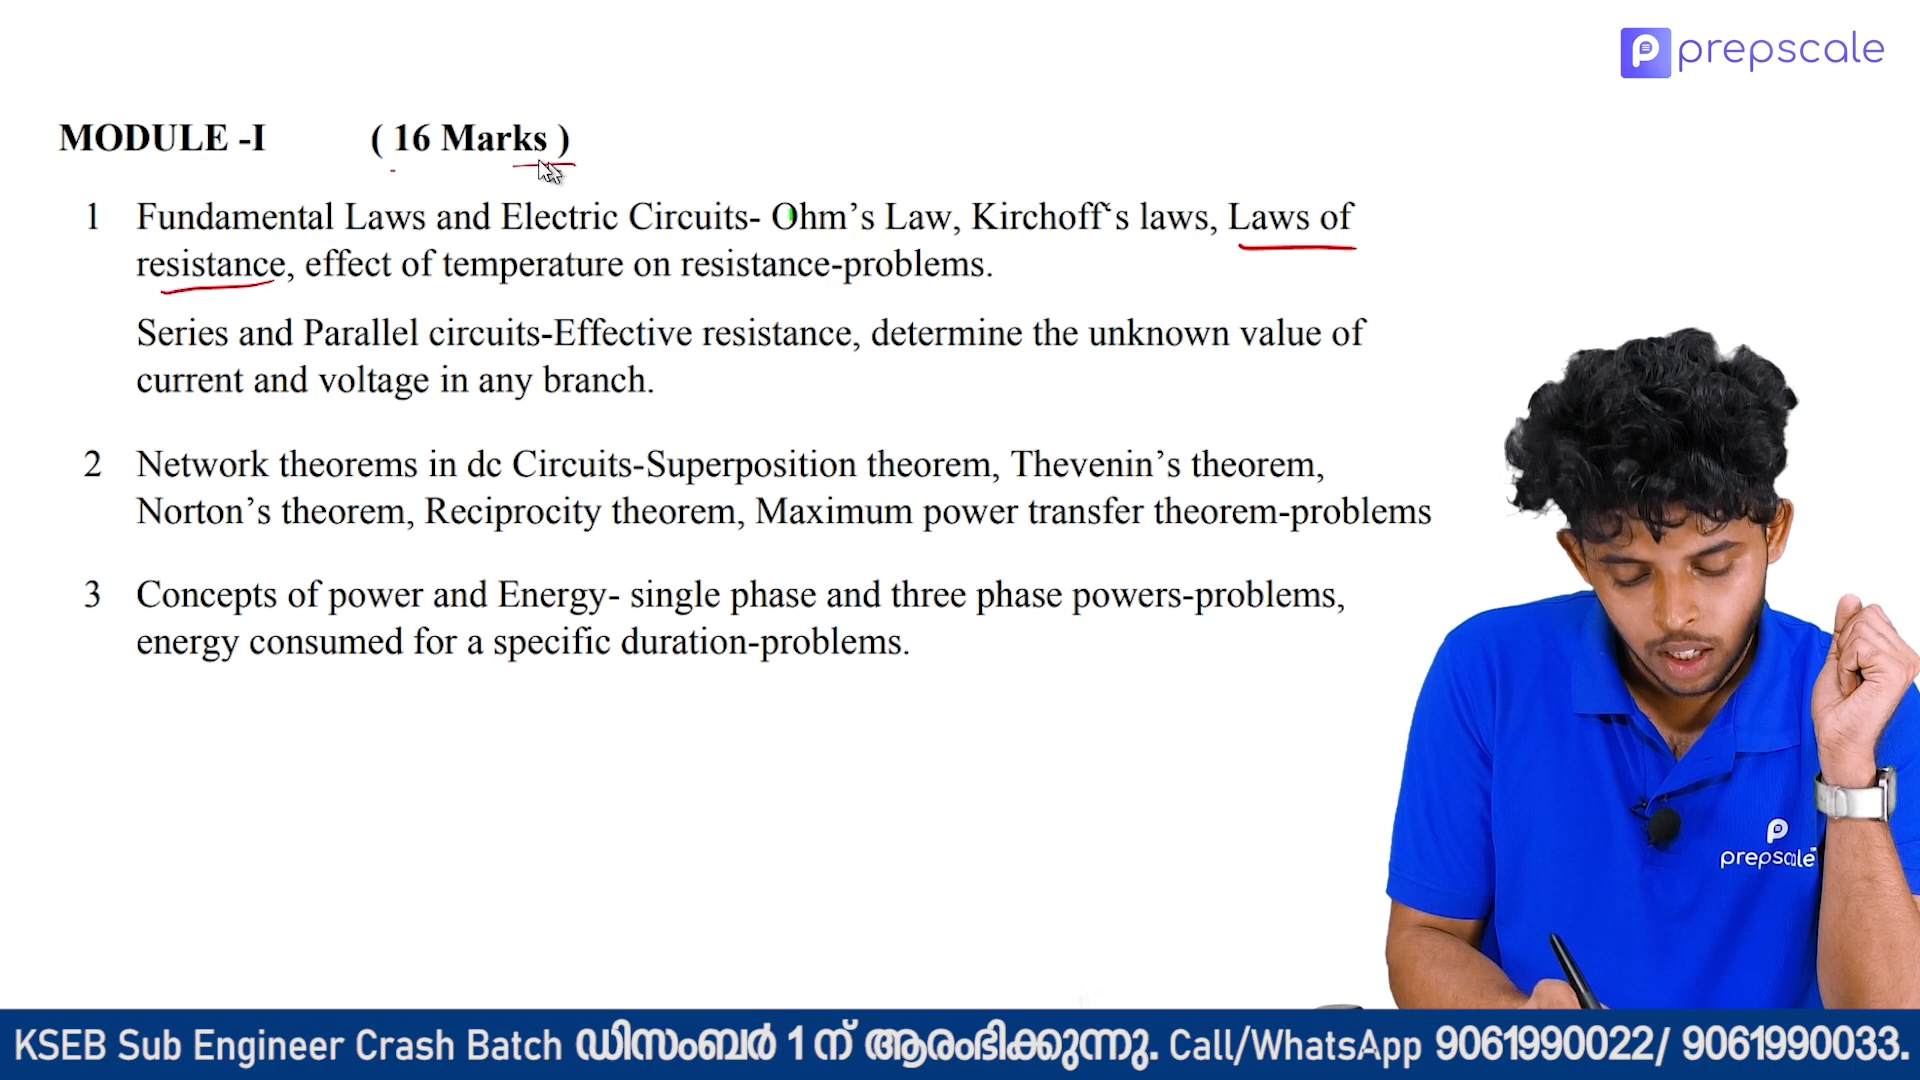 prepscale
MODULE -I ( 16 Marks )
1 Fundamental Laws and Electric Circuits- Ohm’s Law, Kirchoff‘s laws, Laws of
resistance, effect of temperature on resistance-problems.
Series and Parallel circuits-Effective resistance, determine the unknown value of
current and voltage in any branch.
2 Network theorems in dc Circuits-Superposition theorem, Thevenin’s theorem,
Norton’s theorem, Reciprocity theorem, Maximum power transfer theorem-problems
3 Concepts of power and Energy- single phase and three phase powers-problems,
energy consumed for a specific duration-problems.
prepscale
KSEB Sub Engineer Crash Batch ഡിസംബർ 1 ന് ആരംഭിക്കുന്നു. Call/WhatsApp 9061990022/ 9061990033.